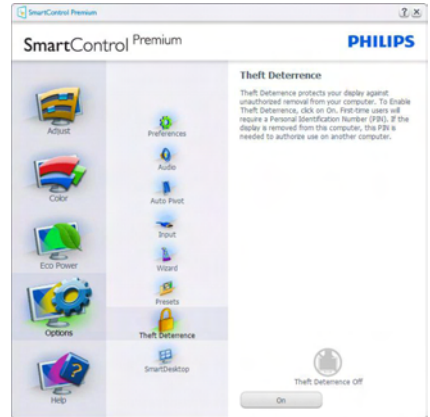 SmartControl Premium
SmartControl Premium
PHILIPS
Adjust
Color
Eco Power
Options
Help
Preferences
Audio
Auto Pivot
Input
Wizard
Presets
Theft Deterrence
SmartDesktop
Theft Deterrence
Theft Deterrence protects your display against
unauthorized removal from your computer. To Enable
Theft Deterrence, click on On. First-time users will
require a Personal Identification Number (PIN). If the
display is removed from this computer, this PIN is
needed to authorize use on another computer.
Theft Deterrence Off
On